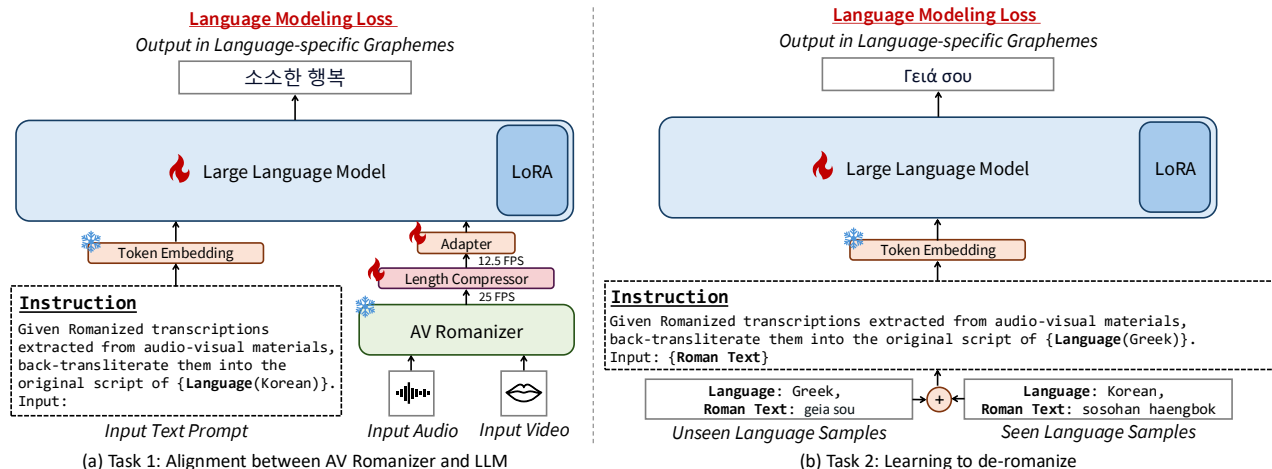 Language Modeling Loss
Output in Language-specific Graphemes
소소한 행복
Large Language Model
LoRA
Token Embedding
Adapter
12.5 FPS
Length Compressor
25 FPS
AV Romanizer
Instruction
Given Romanized transcriptions
extracted from audio-visual materials,
back-transliterate them into the
original script of {Language(Korean)}.
Input:
Input Text Prompt
Input Audio
Input Video
(a) Task 1: Alignment between AV Romanizer and LLM
Language Modeling Loss
Output in Language-specific Graphemes
Γειά σου
Large Language Model
LoRA
Token Embedding
Instruction
Given Romanized transcriptions extracted from audio-visual materials,
back-transliterate them into the original script of {Language(Greek)}.
Input: {Roman Text}
Language: Greek,
Roman Text: geia sou
+
Language: Korean,
Roman Text: sosohan haengbok
Unseen Language Samples
Seen Language Samples
(b) Task 2: Learning to de-romanize